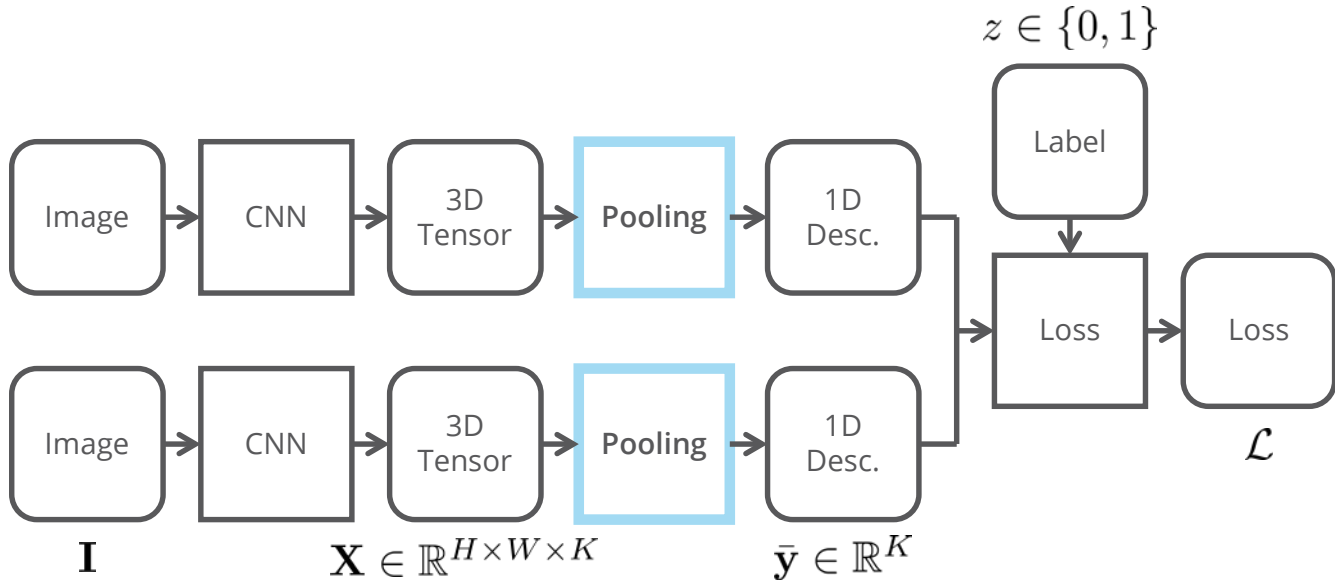 z ∈ {0, 1}
Label
Image
CNN
3D
Tensor
Pooling
1D
Desc.
Loss
Loss
ℒ
Image
CNN
3D
Tensor
Pooling
1D
Desc.
I
X ∈ ℝ^{H×W×K}
ȳ ∈ ℝ^K